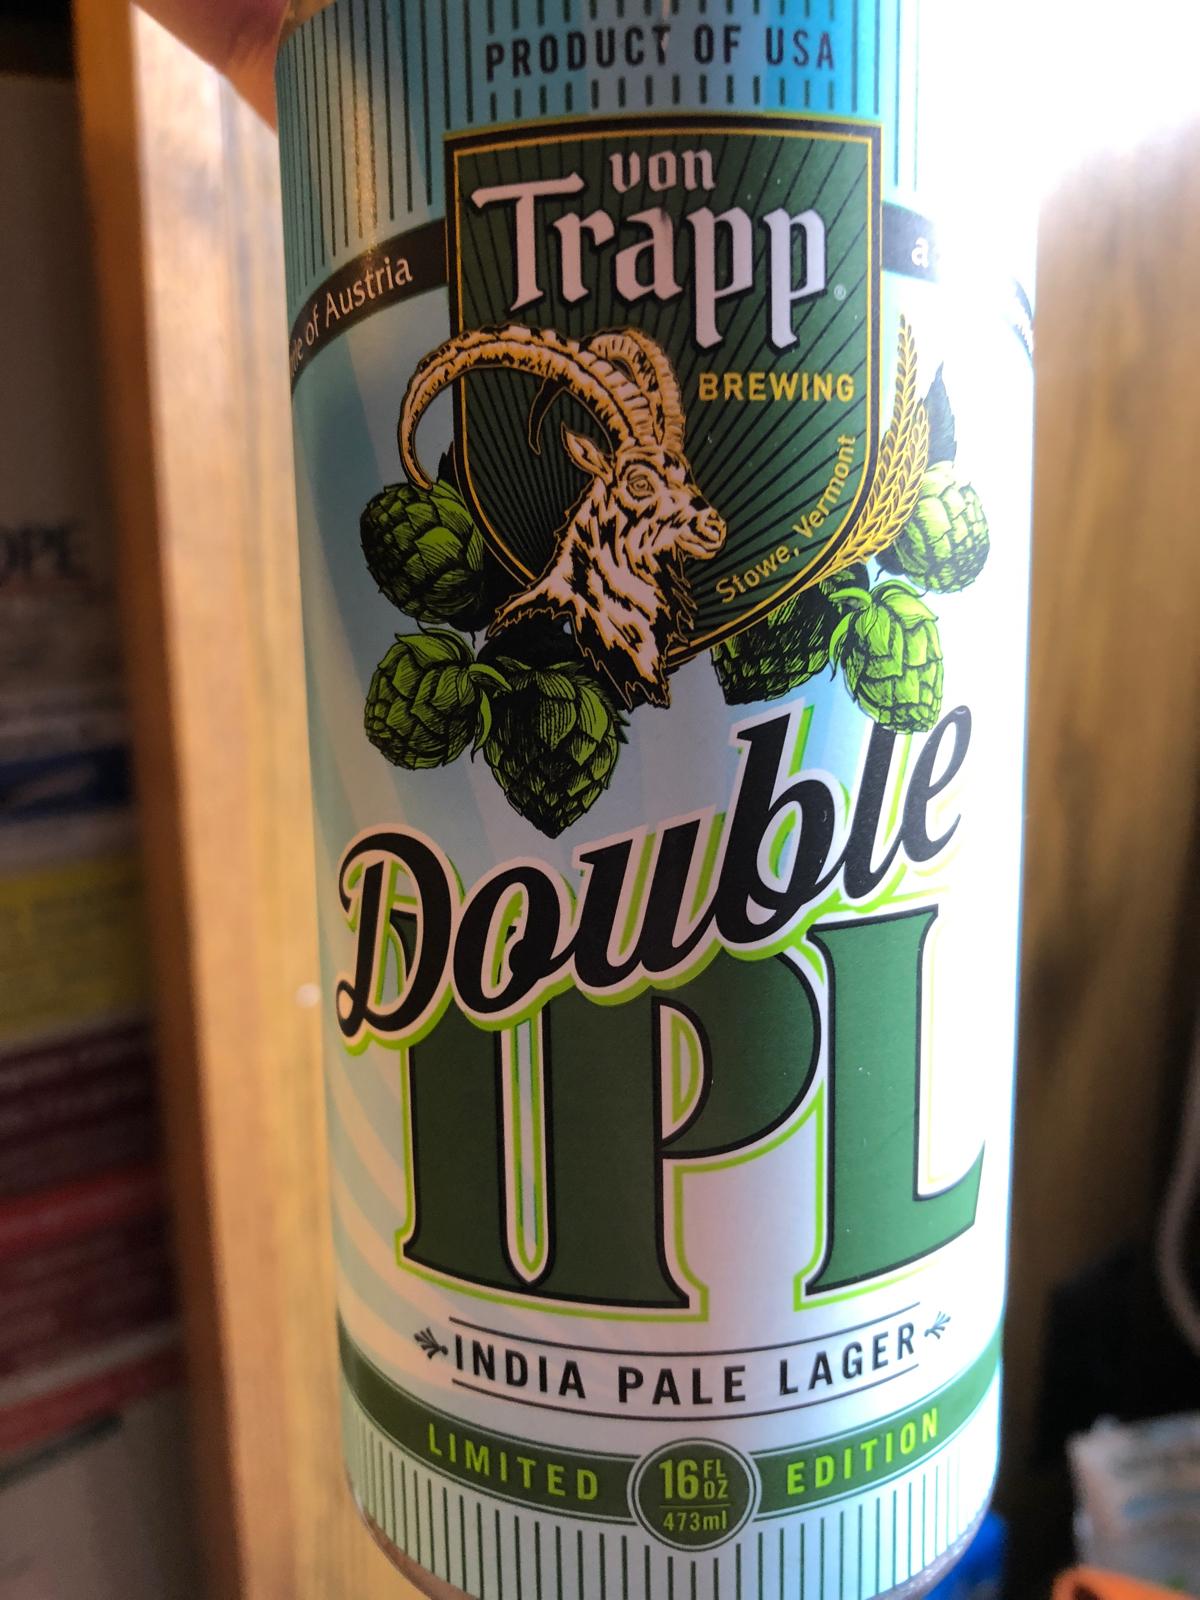 PRODUCT OF USA
von
Trapp®
BREWING
Stowe, Vermont
of Austria
a
Double
IPL
INDIA PALE LAGER
LIMITED EDITION
16 FL OZ
473ml
OPE